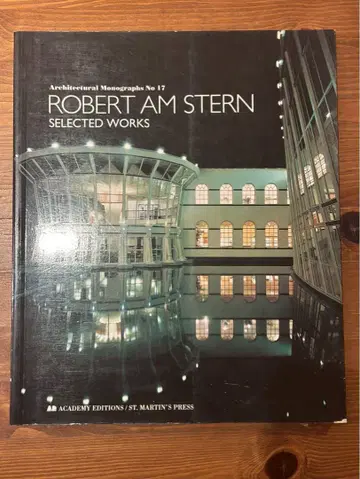 Architectural Monographs No 17
ROBERT AM STERN
SELECTED WORKS
AD ACADEMY EDITIONS / ST. MARTIN'S PRESS